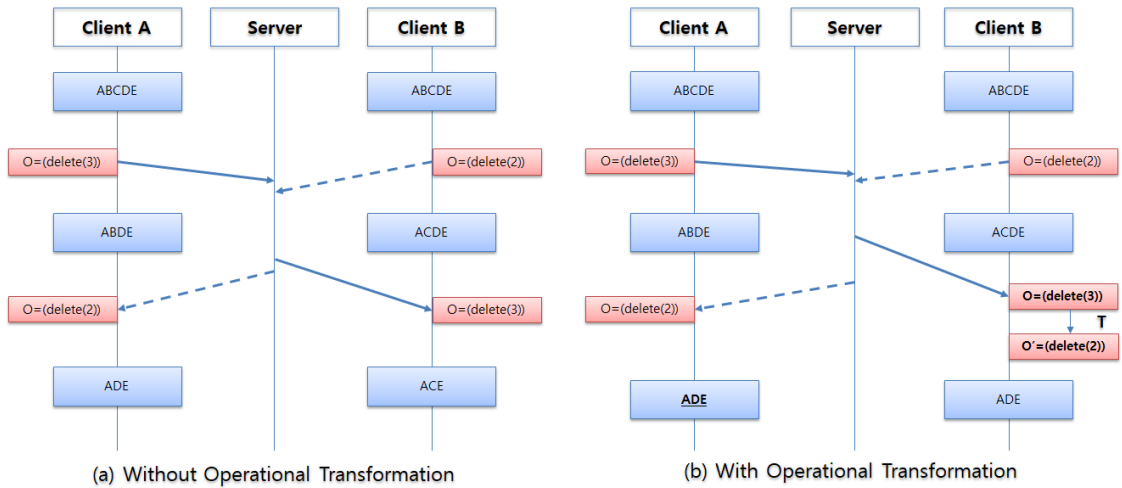 Client A
Server
Client B
ABCDE
ABCDE
O=(delete(3))
O=(delete(2))
ABDE
ACDE
O=(delete(2))
O=(delete(3))
ADE
ACE
(a) Without Operational Transformation
Client A
Server
Client B
ABCDE
ABCDE
O=(delete(3))
O=(delete(2))
ABDE
ACDE
O=(delete(3))
O=(delete(2))
T
O´=(delete(2))
ADE
ADE
(b) With Operational Transformation